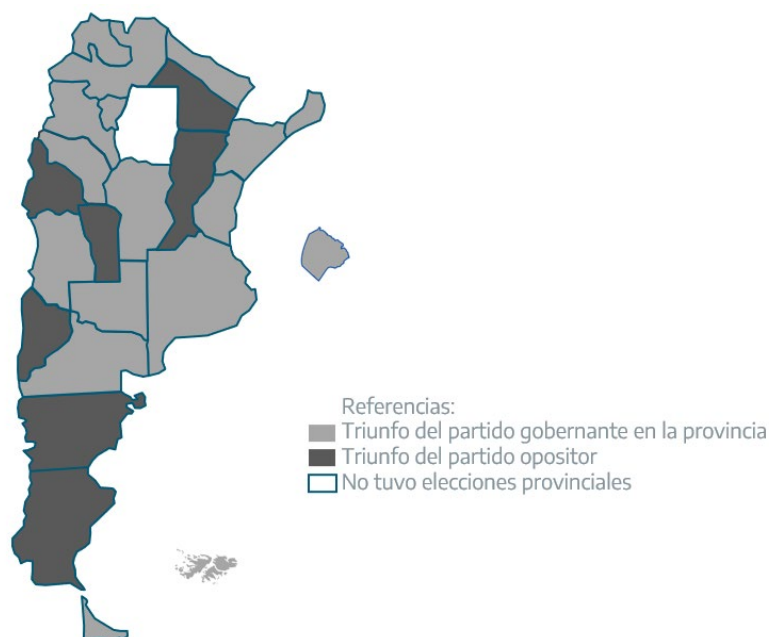 Referencias:
Triunfo del partido gobernante en la provincia
Triunfo del partido opositor
No tuvo elecciones provinciales